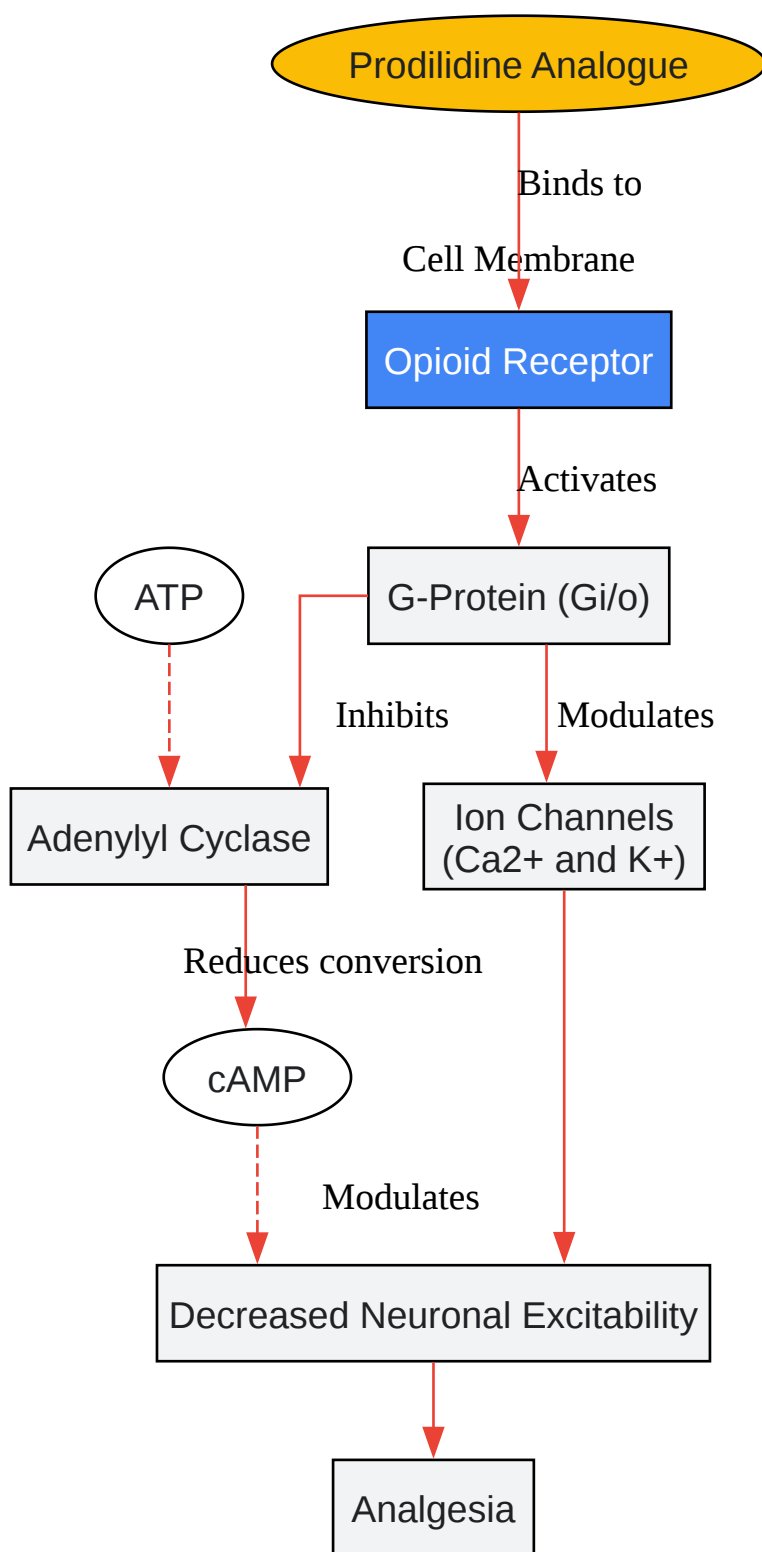 Prodilidine Analogue
Binds to
Cell Membrane
Opioid Receptor
Activates
ATP
G-Protein (Gi/o)
Inhibits
Modulates
Adenylyl Cyclase
Ion Channels
(Ca2+ and K+)
Reduces conversion
cAMP
Modulates
Decreased Neuronal Excitability
Analgesia